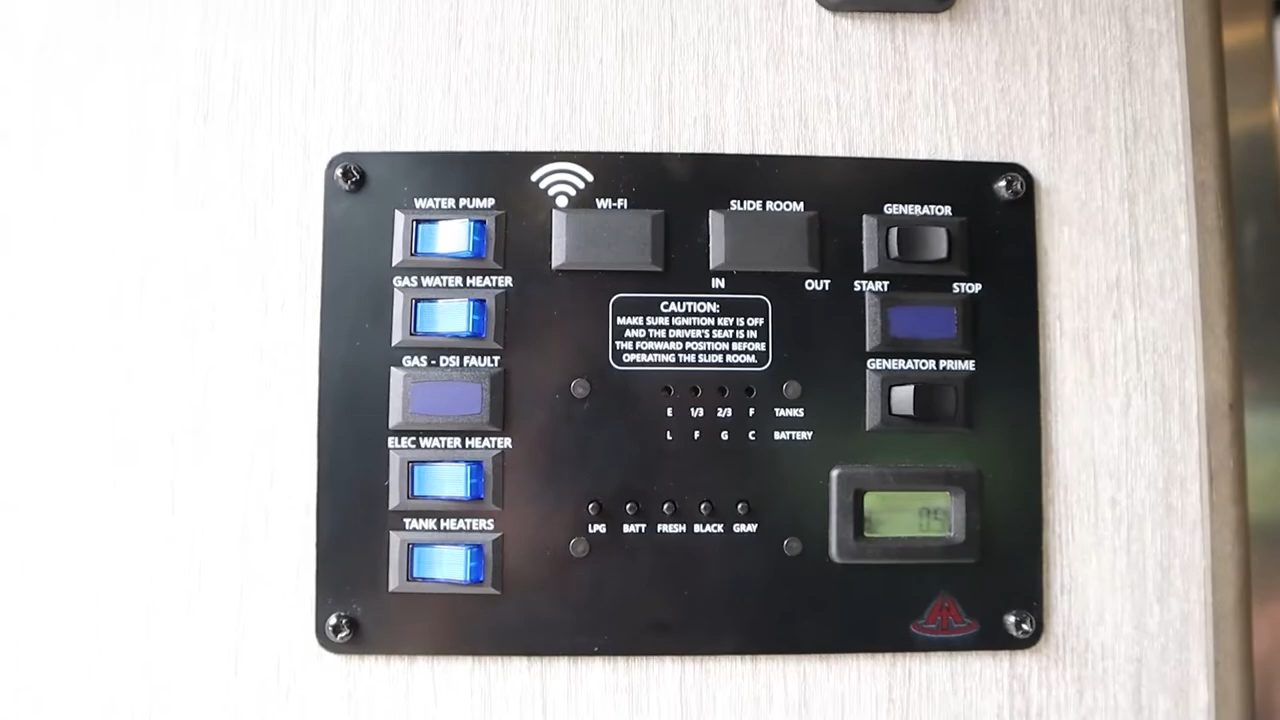 WATER PUMP
WI-FI
SLIDE ROOM
GENERATOR
GAS WATER HEATER
IN OUT
START STOP
CAUTION:
MAKE SURE IGNITION KEY IS OFF
AND THE DRIVER'S SEAT IS IN
THE FORWARD POSITION BEFORE
OPERATING THE SLIDE ROOM.
GAS - DSI FAULT
GENERATOR PRIME
E 1/3 2/3 F TANKS
L F G C BATTERY
ELEC WATER HEATER
TANK HEATERS
LPG BATT FRESH BLACK GRAY